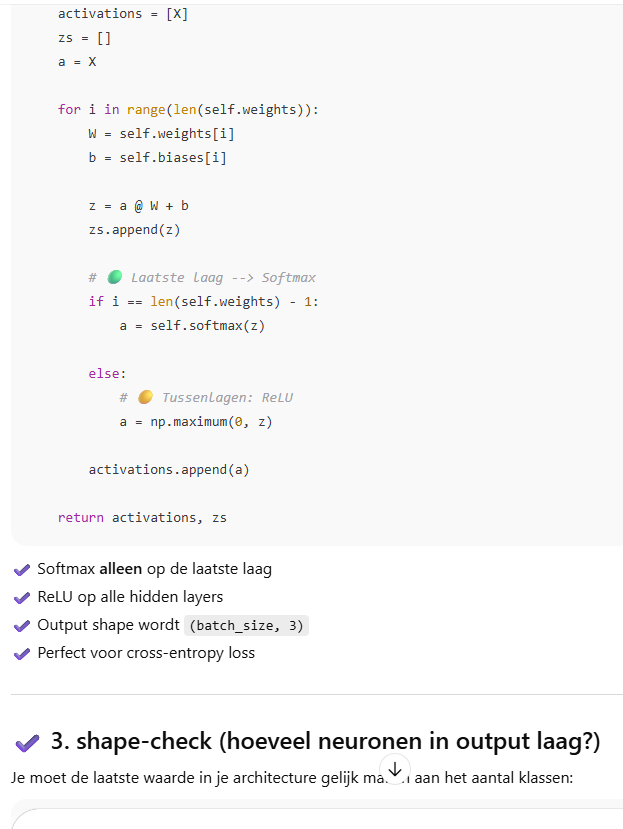 activations = [X]
zs = []
a = X
for i in range(len(self.weights)):
W = self.weights[i]
b = self.biases[i]
z = a @ W + b
zs.append(z)
# 🟢 Laatste laag --> Softmax
if i == len(self.weights) - 1:
a = self.softmax(z)
else:
# 🟡 Tussenlagen: ReLU
a = np.maximum(0, z)
activations.append(a)
return activations, zs
✔ Softmax alleen op de laatste laag
✔ ReLU op alle hidden layers
✔ Output shape wordt (batch_size, 3)
✔ Perfect voor cross-entropy loss
✔ 3. shape-check (hoeveel neuronen in output laag?)
Je moet de laatste waarde in je architecture gelijk aan het aantal klassen: